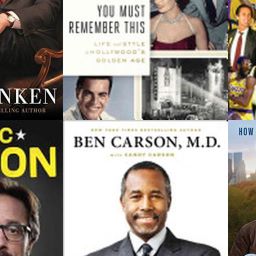 YOU MUST
REMEMBER THIS
LIFE AND STYLE
IN HOLLYWOOD'S
GOLDEN AGE
NKEN
LLING AUTHOR
C
ON
NEW YORK TIMES BESTSELLING AUTHOR
BEN CARSON, M.D.
WITH CANDY CARSON
HOW